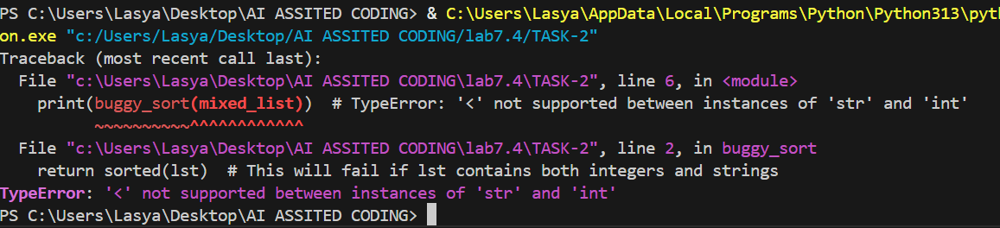 PS C:\Users\Lasya\Desktop\AI ASSITED CODING> & C:\Users\Lasya\AppData\Local\Programs\Python\Python313\pyth
on.exe "c:/Users/Lasya/Desktop/AI ASSITED CODING/lab7.4/TASK-2"
Traceback (most recent call last):
  File "c:\Users\Lasya\Desktop\AI ASSITED CODING\lab7.4\TASK-2", line 6, in <module>
    print(buggy_sort(mixed_list))  # TypeError: '<' not supported between instances of 'str' and 'int'
          ~~~~~~~~~~^^^^^^^^^^^^
  File "c:\Users\Lasya\Desktop\AI ASSITED CODING\lab7.4\TASK-2", line 2, in buggy_sort
    return sorted(lst)  # This will fail if lst contains both integers and strings
TypeError: '<' not supported between instances of 'str' and 'int'
PS C:\Users\Lasya\Desktop\AI ASSITED CODING>